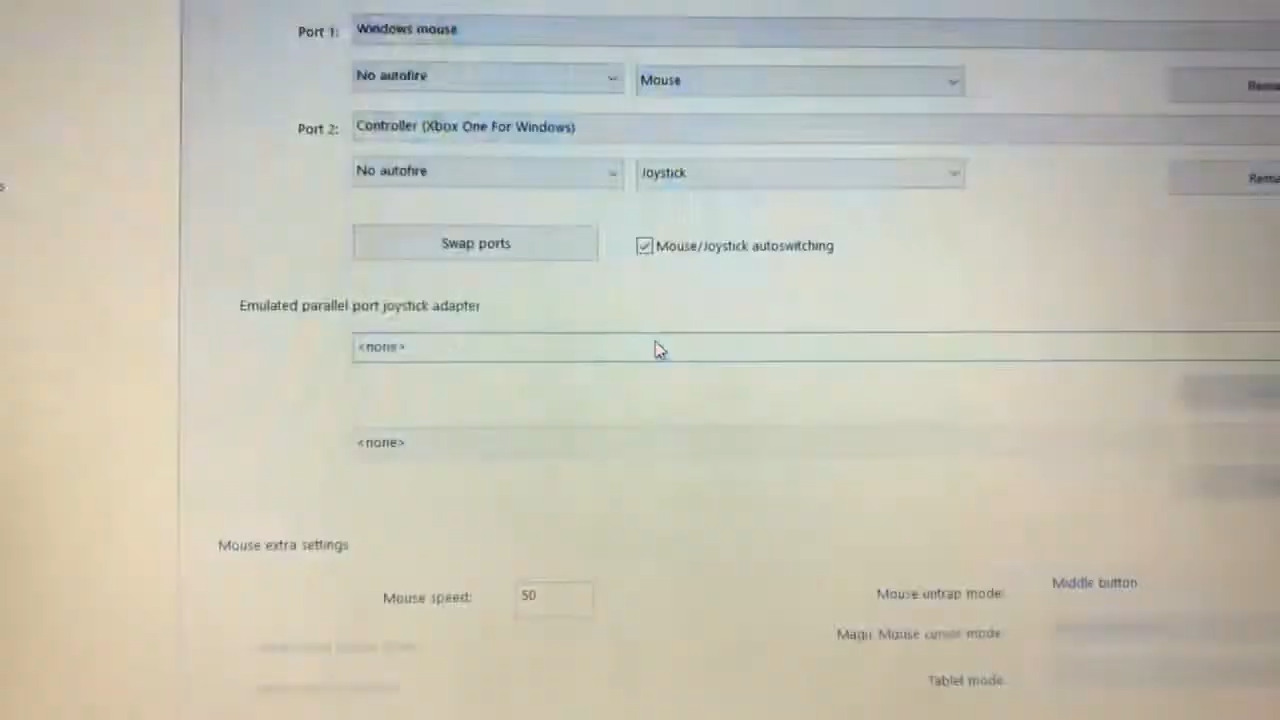 Port 1: Windows mouse
No autofire Mouse
Port 2: Controller (Xbox One For Windows)
No autofire Joystick
Swap ports Mouse/Joystick autoswitching
Emulated parallel port joystick adapter
<none>
<none>
Mouse extra settings
Mouse speed: 50 Mouse untrap mode: Middle button
Mouse cursor mode:
Tablet mode: